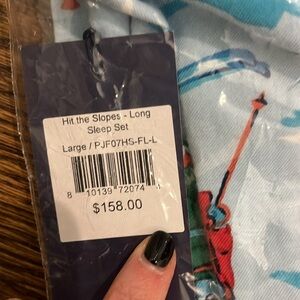 Hit the Slopes - Long
Sleep Set
Large / PJF07HS-FL-L
8 10139 72074
$158.00